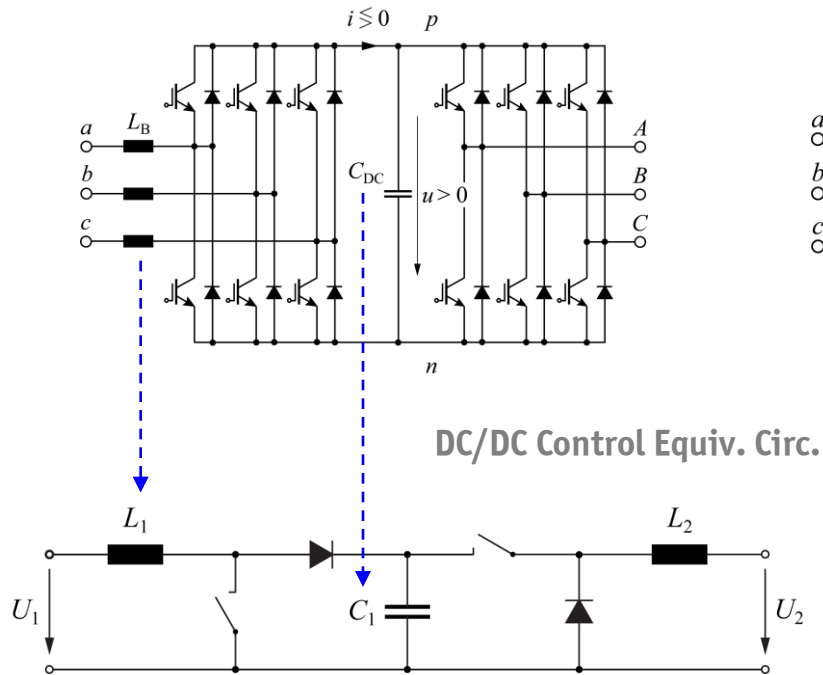 i ≶ 0 p
a L_B
b
c
C_DC
u > 0
A
B
C
n
a
b
c
DC/DC Control Equiv. Circ.
L_1
L_2
U_1
C_1
U_2